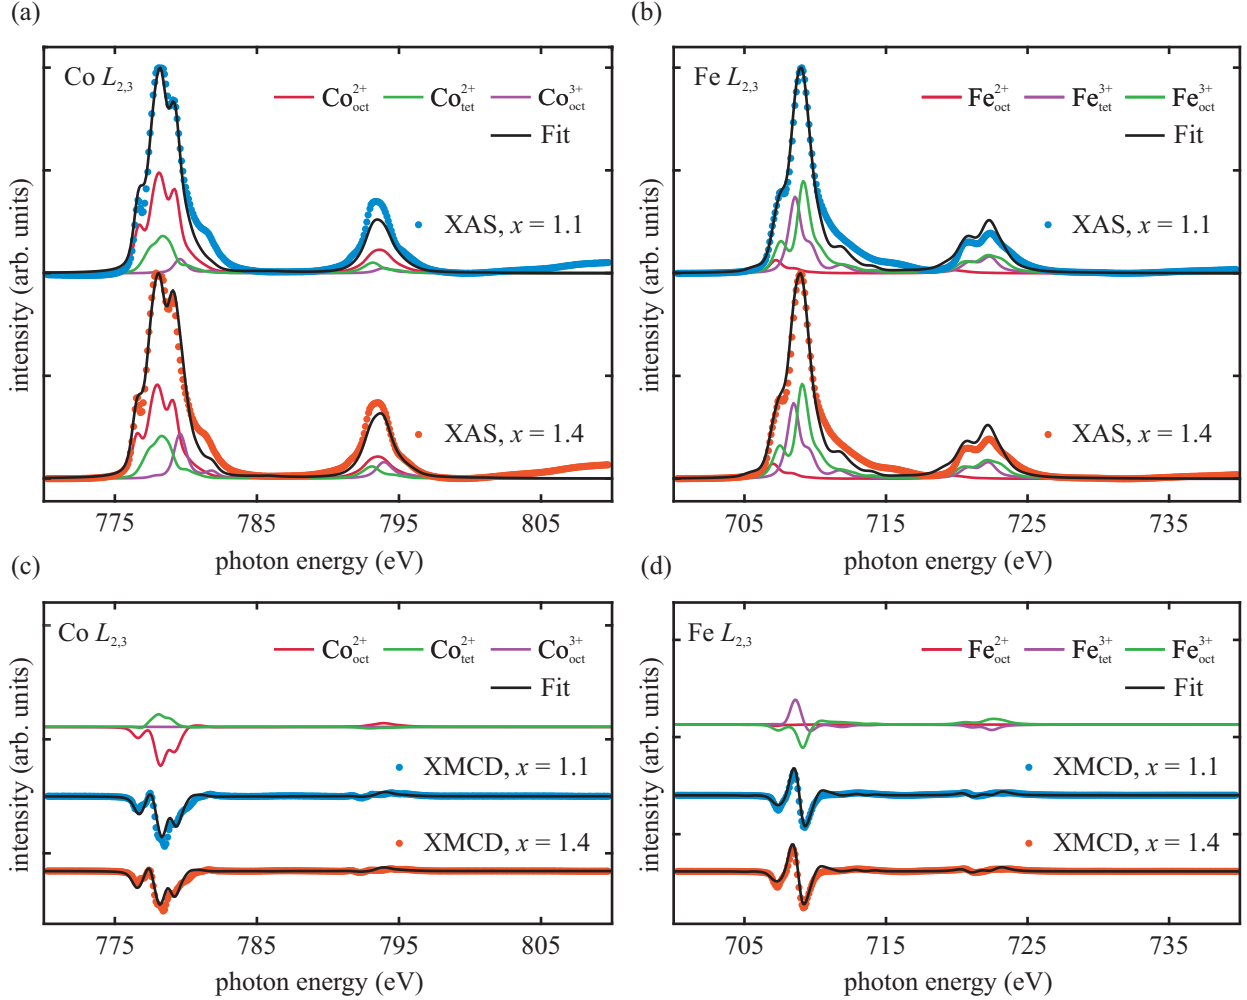 (a)
Co L2,3
Co2+oct Co2+tet Co3+oct
Fit
XAS, x = 1.1
XAS, x = 1.4
intensity (arb. units)
775 785 795 805
photon energy (eV)
(b)
Fe L2,3
Fe2+oct Fe3+tet Fe3+oct
Fit
XAS, x = 1.1
XAS, x = 1.4
intensity (arb. units)
705 715 725 735
photon energy (eV)
(c)
Co L2,3
Co2+oct Co2+tet Co3+oct
Fit
XMCD, x = 1.1
XMCD, x = 1.4
intensity (arb. units)
775 785 795 805
photon energy (eV)
(d)
Fe L2,3
Fe2+oct Fe3+tet Fe3+oct
Fit
XMCD, x = 1.1
XMCD, x = 1.4
intensity (arb. units)
705 715 725 735
photon energy (eV)